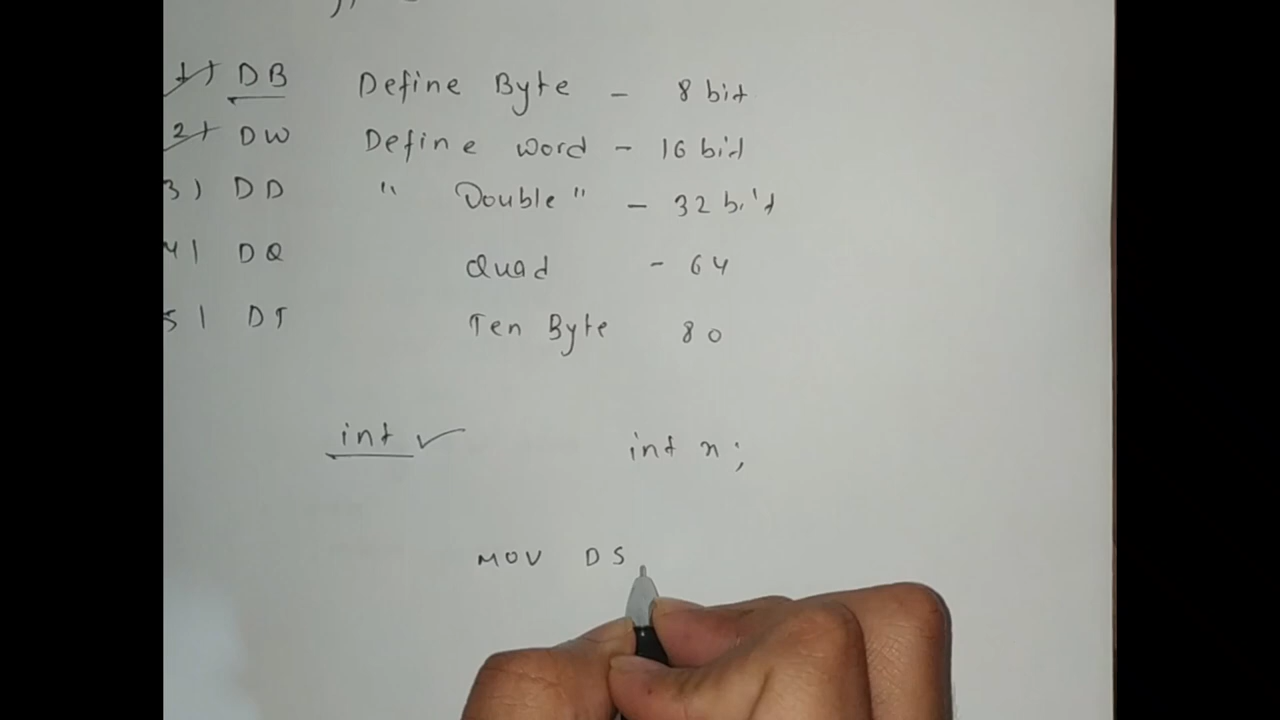 1) DB Define Byte - 8 bit
2) DW Define word - 16 bit
3) DD " Double " - 32 bit
4) DQ Quad - 64
5) DT Ten Byte 80
int ✓ int n;
MOV DS